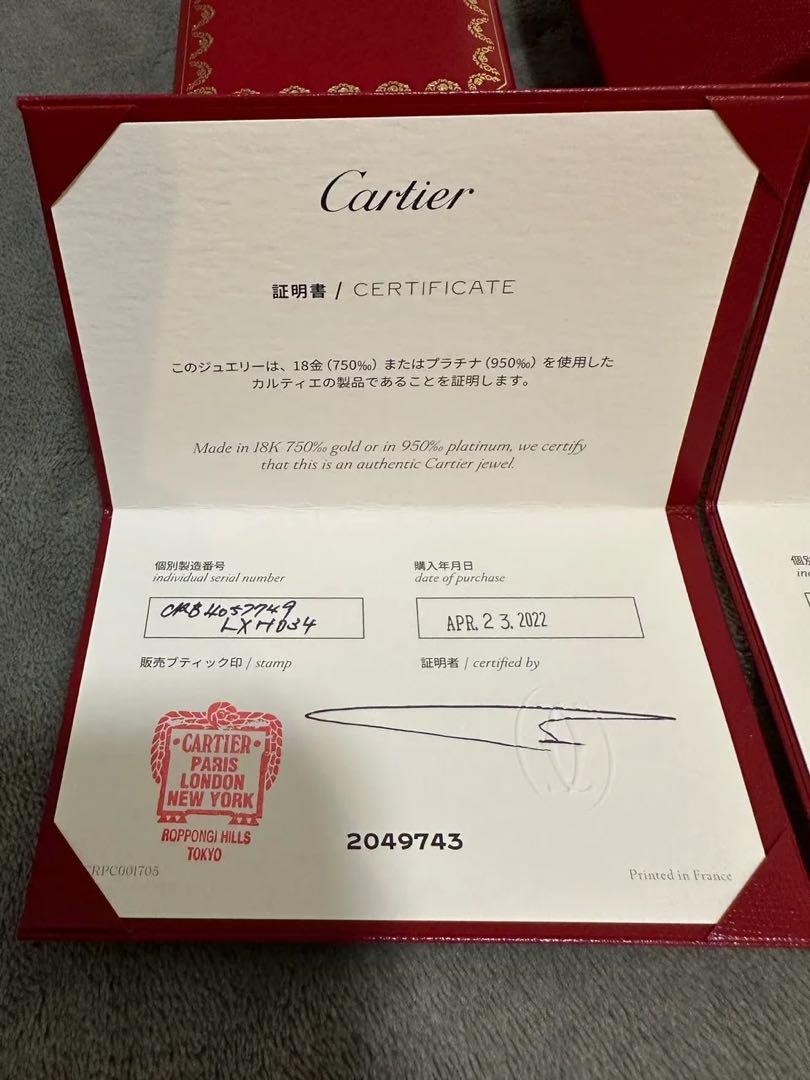 Cartier
証明書 / CERTIFICATE
このジュエリーは、18金（750‰）またはプラチナ（950‰）を使用した
カルティエの製品であることを証明します。
Made in 18K 750‰ gold or in 950‰ platinum, we certify
that this is an authentic Cartier jewel.
個別製造番号
individual serial number
CRB4057749
LXHD34
購入年月日
date of purchase
APR. 23. 2022
販売ブティック印 / stamp
証明者 / certified by
CARTIER
PARIS
LONDON
NEW YORK
ROPPONGI HILLS
TOKYO
2049743
RPC001705
Printed in France
個
in